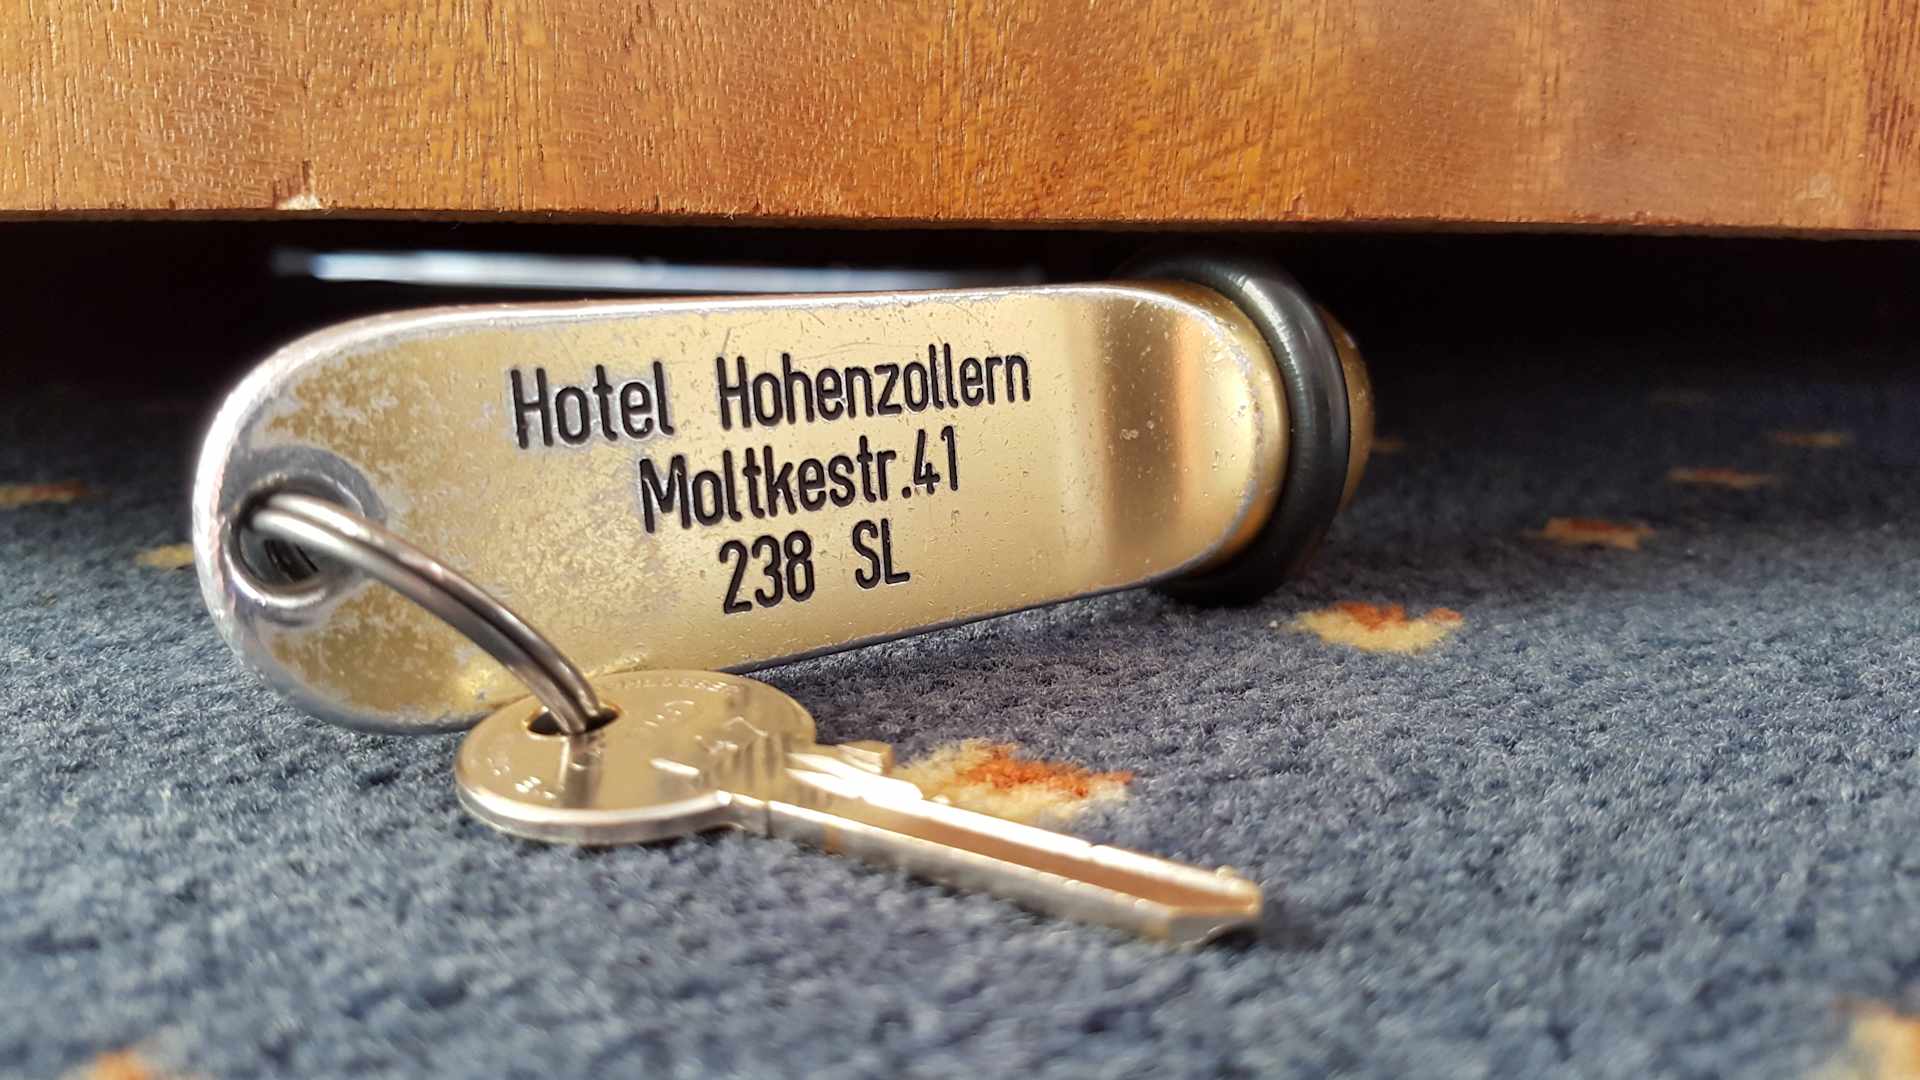 Hotel Hohenzollern
Moltkestr.41
238 SL